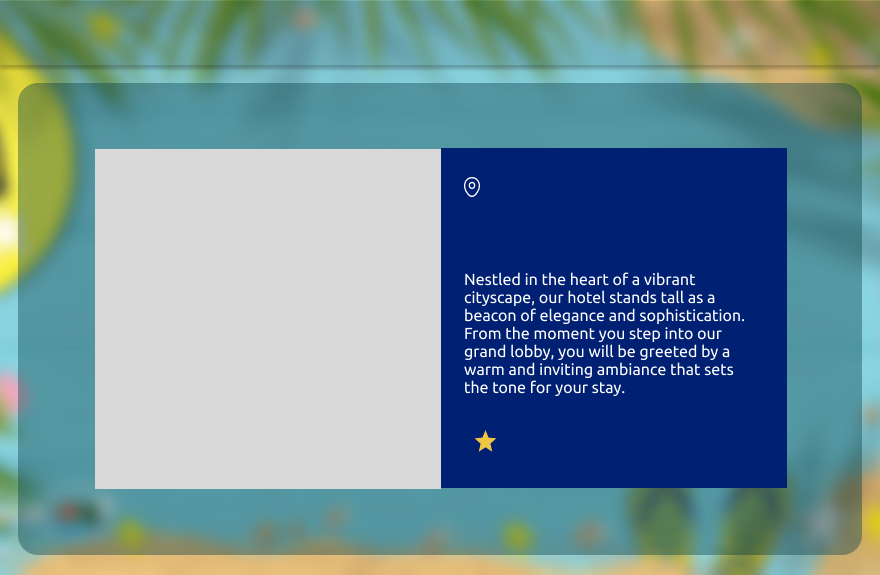 Nestled in the heart of a vibrant
cityscape, our hotel stands tall as a
beacon of elegance and sophistication.
From the moment you step into our
grand lobby, you will be greeted by a
warm and inviting ambiance that sets
the tone for your stay.